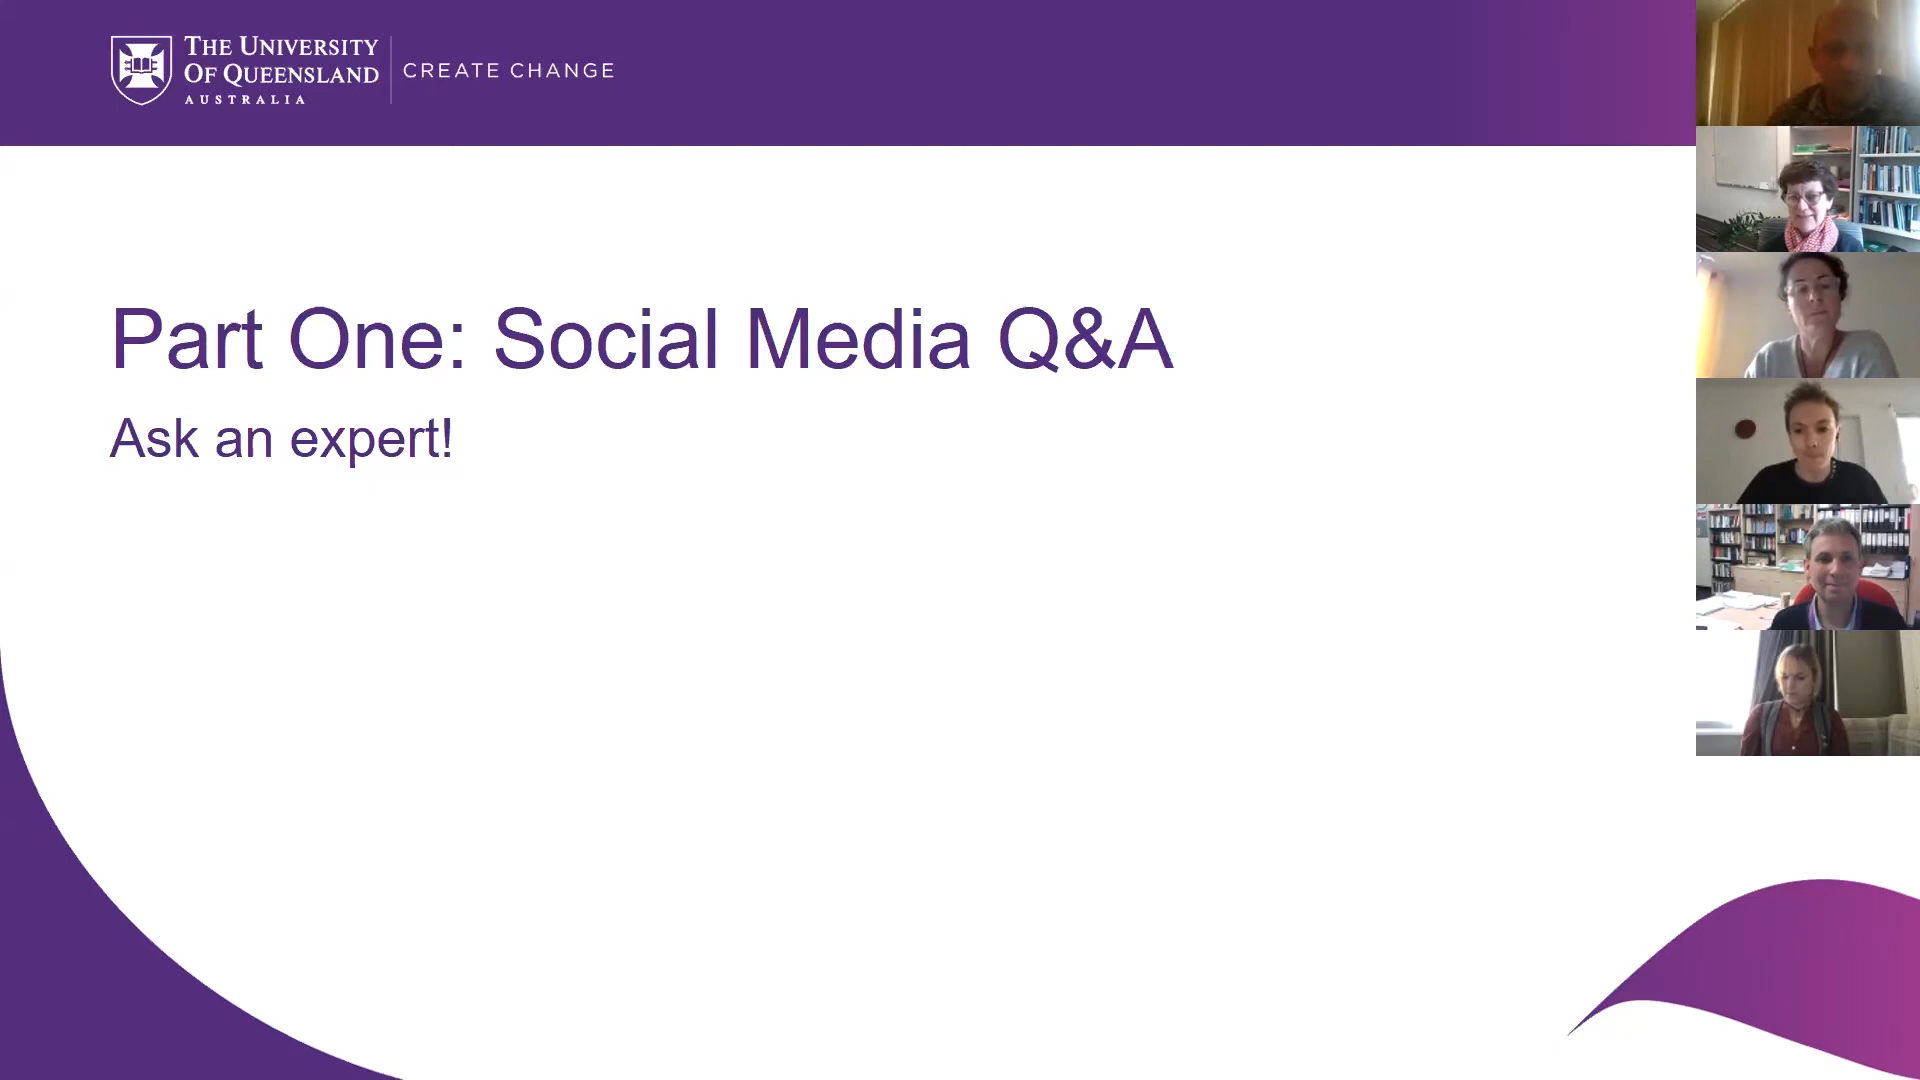 THE UNIVERSITY
OF QUEENSLAND
AUSTRALIA
CREATE CHANGE
Part One: Social Media Q&A
Ask an expert!